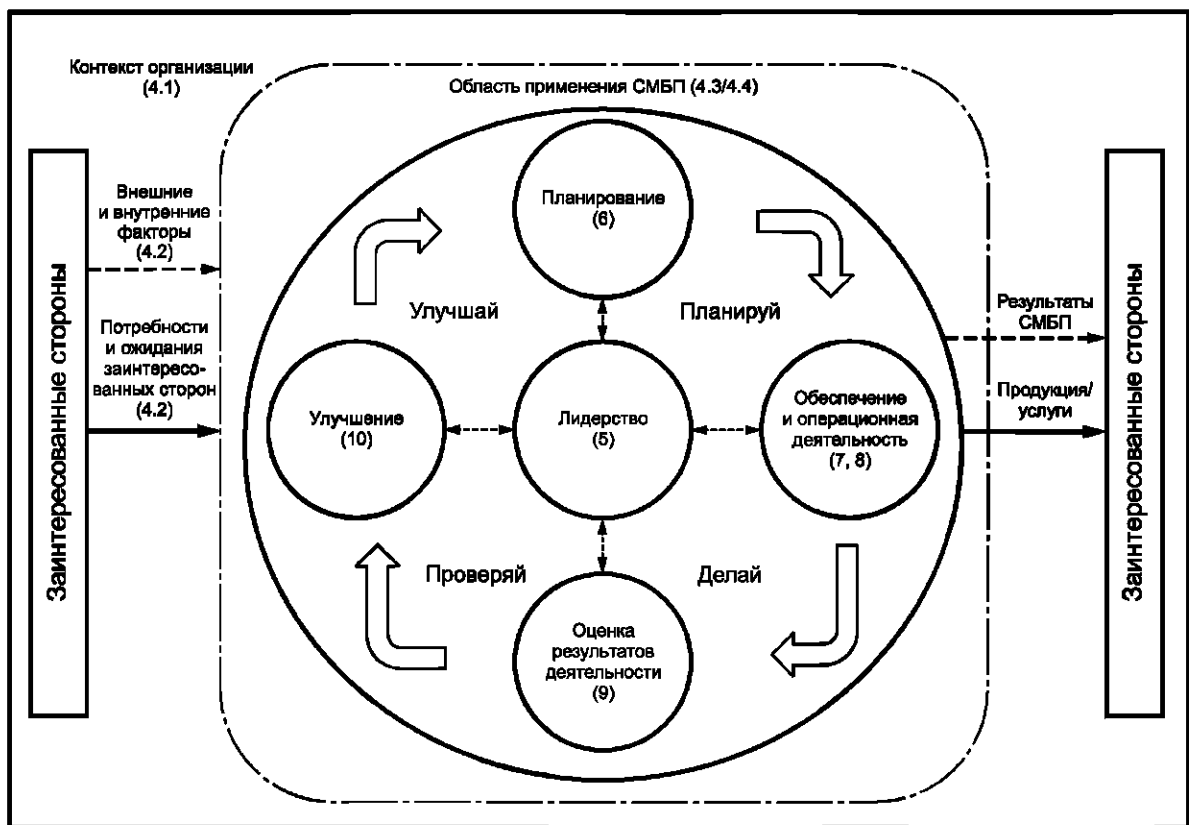 Контекст организации
(4.1)
Область применения СМБП (4.3/4.4)
Заинтересованные стороны
Внешние
и внутренние
факторы
(4.2)
Потребности
и ожидания
заинтересо-
ванных сторон
(4.2)
Планирование
(6)
Улучшай
Планируй
Улучшение
(10)
Лидерство
(5)
Обеспечение
и операционная
деятельность
(7, 8)
Проверяй
Делай
Оценка
результатов
деятельности
(9)
Результаты
СМБП
Продукция/
услуги
Заинтересованные стороны